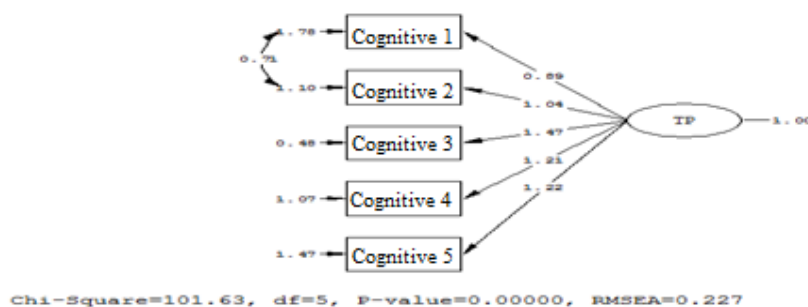 1.78 Cognitive 1
0.71
0.89
1.10 Cognitive 2
1.04
0.48 Cognitive 3
1.47
TP 1.00
1.21
1.07 Cognitive 4
1.22
1.47 Cognitive 5
Chi-Square=101.63, df=5, P-value=0.00000, RMSEA=0.227